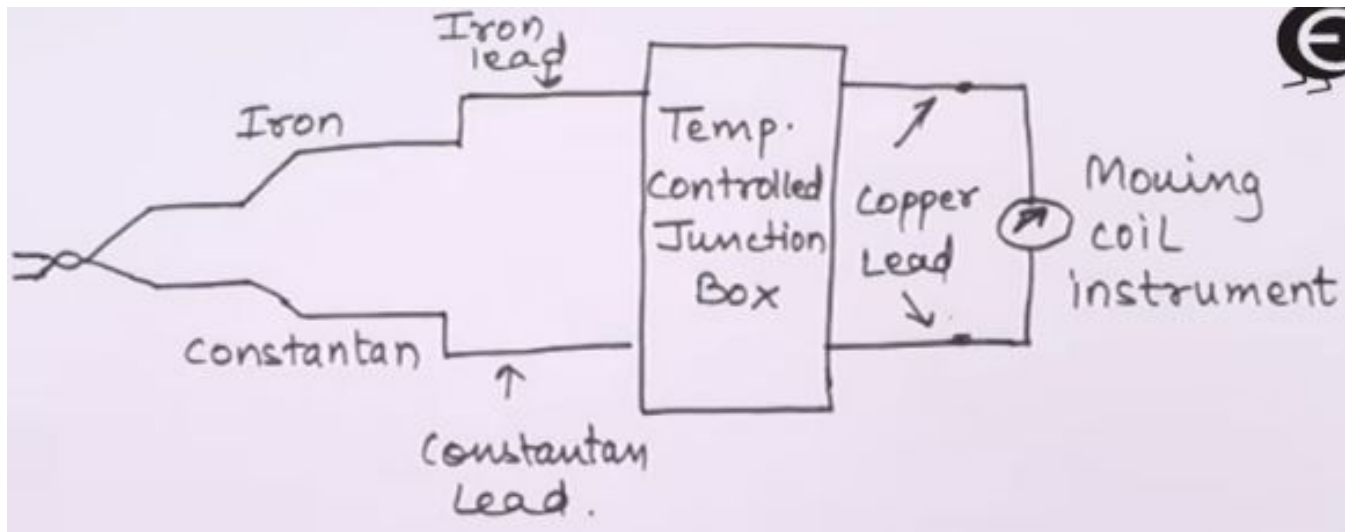 Iron
lead
Iron
Temp.
Controlled
Junction
Box
Copper
Lead
Moving
coil
instrument
Constantan
Constantan
Lead.
E